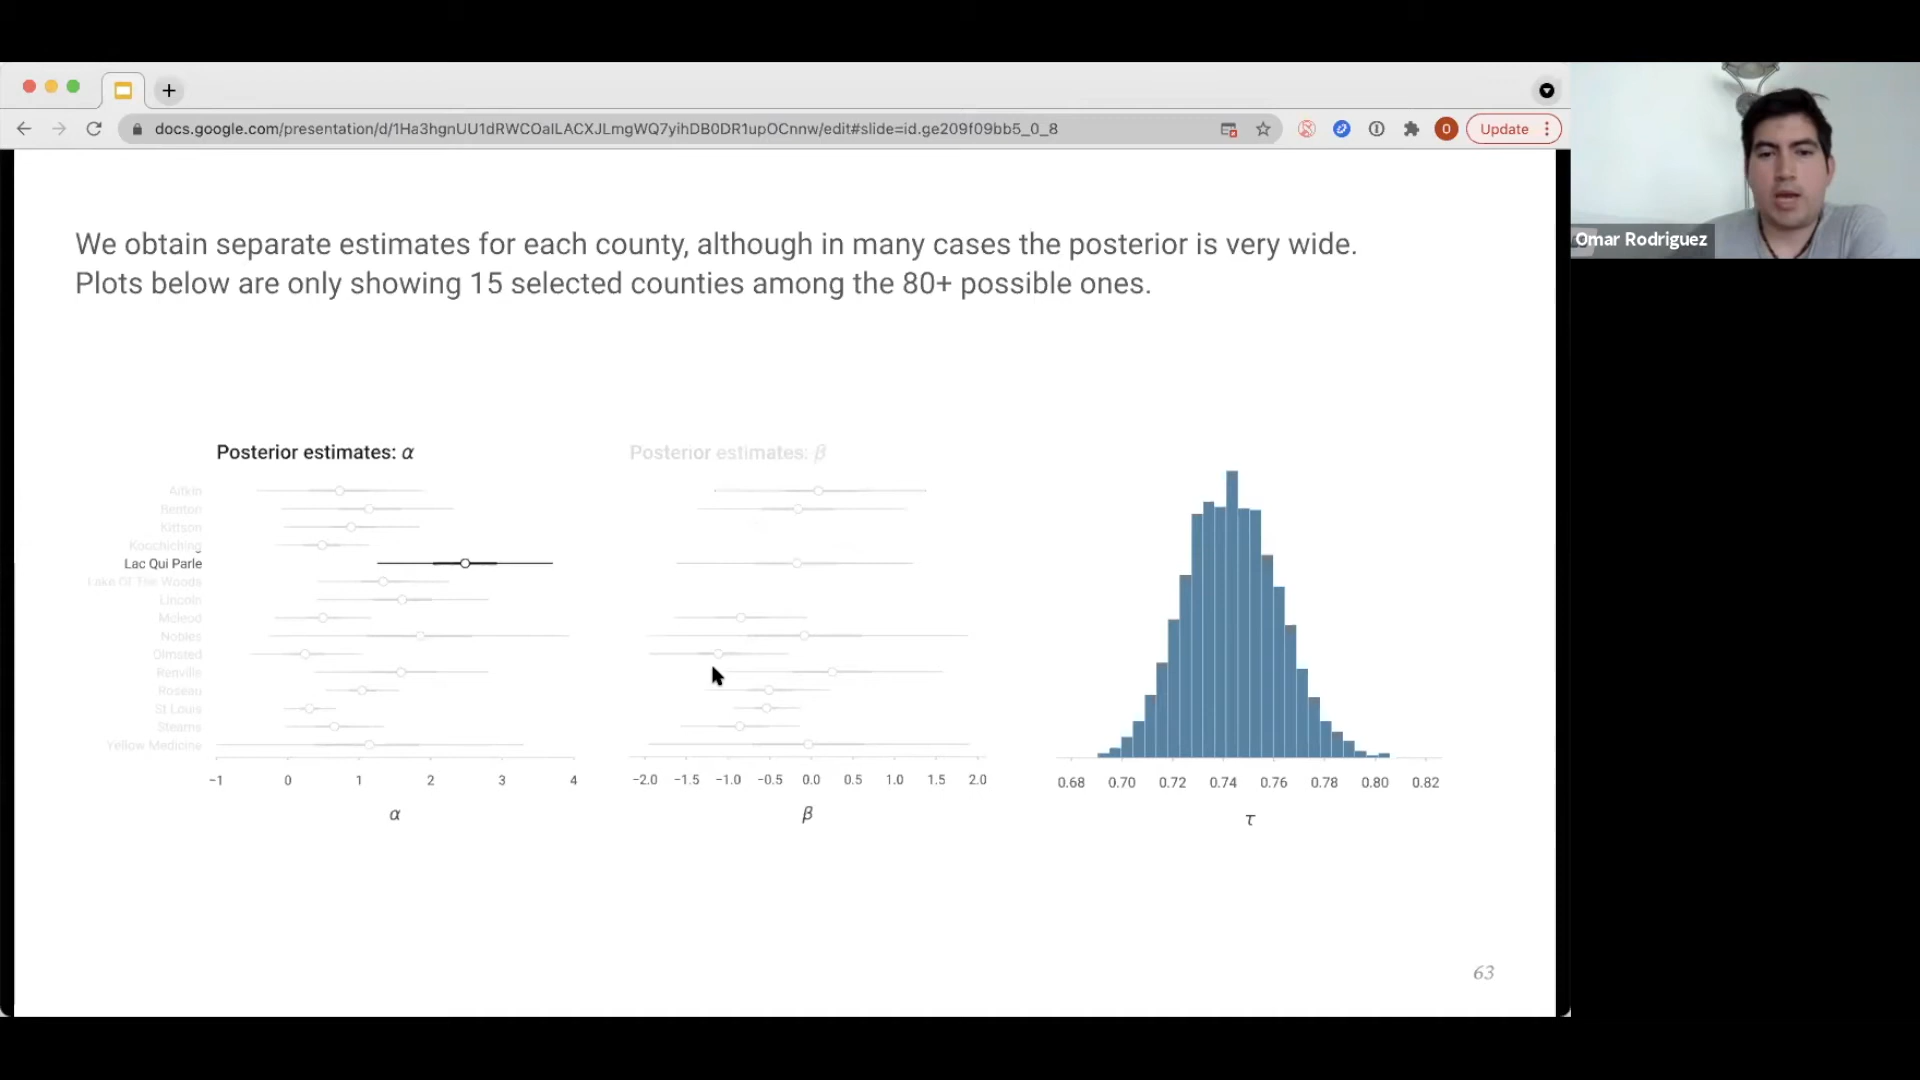 docs.google.com/presentation/d/1Ha3hgnUU1dRWCOaILACXJLmgWQ7yihDB0DR1upOCnnw/edit#slide=id.ge209f09bb5_0_8
O
Update
Omar Rodriguez
We obtain separate estimates for each county, although in many cases the posterior is very wide.
Plots below are only showing 15 selected counties among the 80+ possible ones.
Posterior estimates: α
Aitkin
Benton
Kittson
Koochiching
Lac Qui Parle
Lake Of The Woods
Lincoln
Mcleod
Nobles
Olmsted
Renville
Roseau
St Louis
Stearns
Yellow Medicine
−1 0 1 2 3 4
α
Posterior estimates: β
−2.0 −1.5 −1.0 −0.5 0.0 0.5 1.0 1.5 2.0
β
0.68 0.70 0.72 0.74 0.76 0.78 0.80 0.82
τ
63